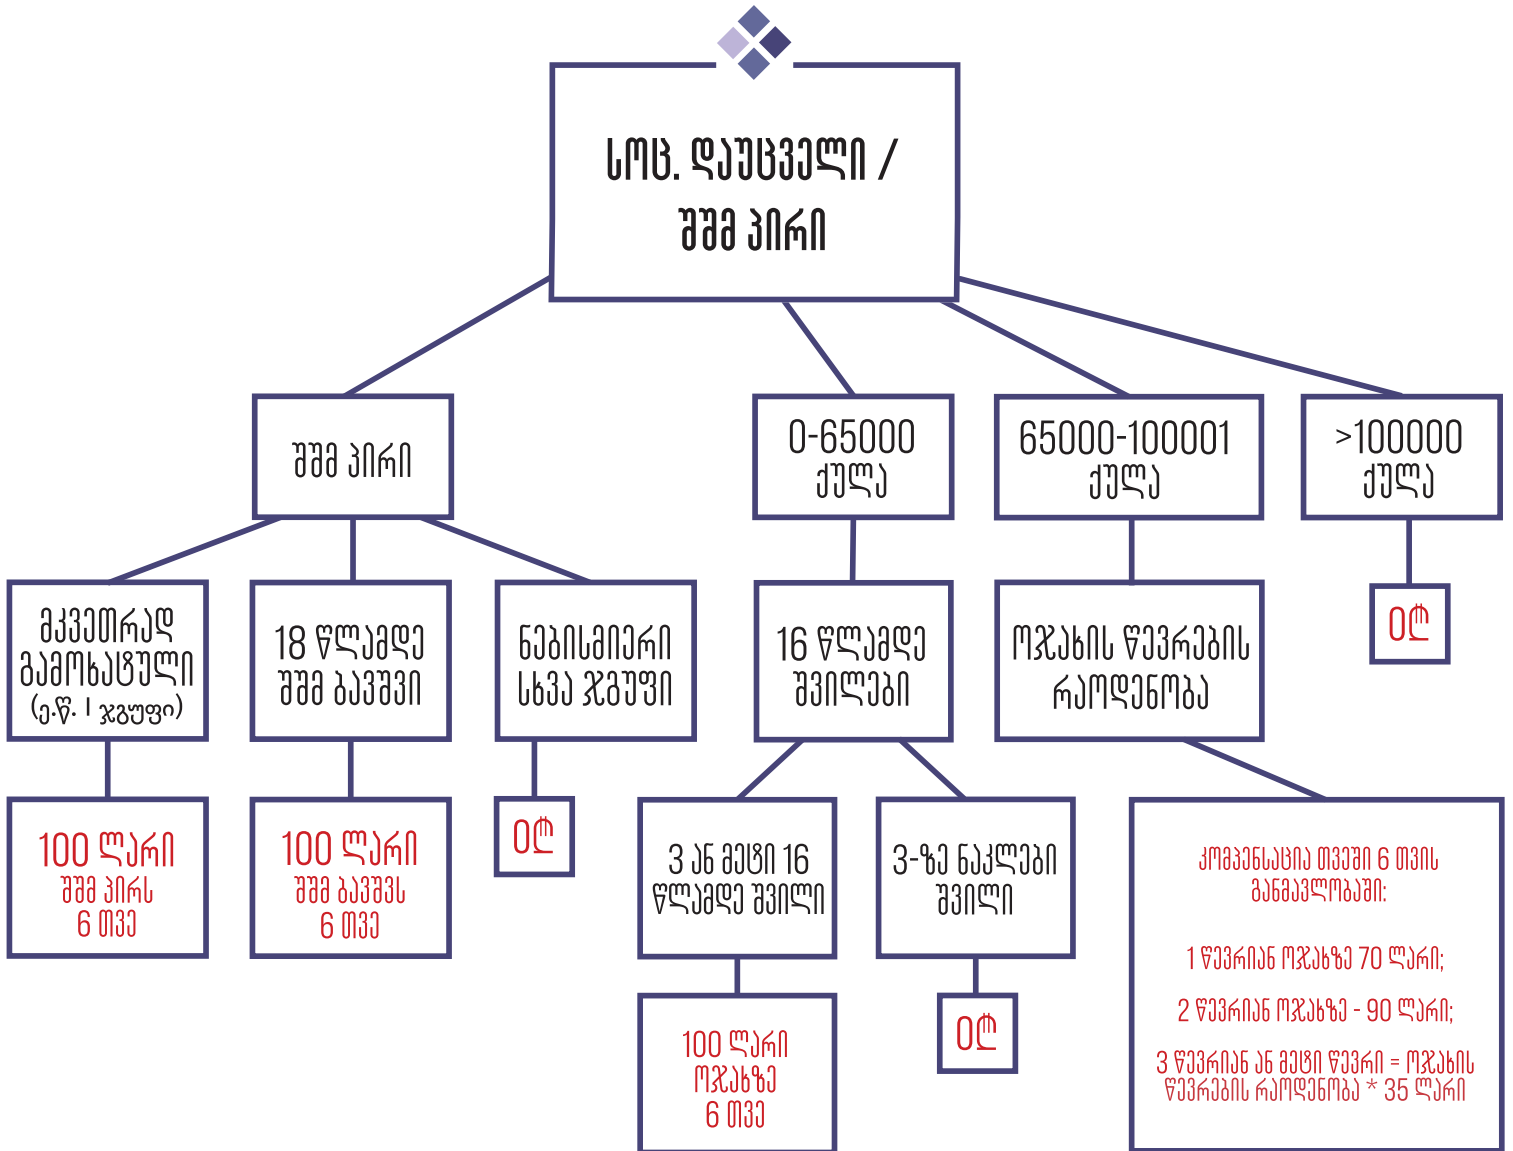 სოც. დაუცველი /
შშმ პირი
შშმ პირი
0-65000
ქულა
65000-100001
ქულა
>100000
ქულა
მკვეთრად
გამოხატული
(ე.წ. I ჯგუფი)
18 წლამდე
შშმ ბავშვი
ნებისმიერი
სხვა ჯგუფი
16 წლამდე
შვილები
ოჯახის წევრების
რაოდენობა
0₾
100 ლარი
შშმ პირს
6 თვე
100 ლარი
შშმ ბავშვს
6 თვე
0₾
3 ან მეტი 16
წლამდე შვილი
3-ზე ნაკლები
შვილი
კომპენსაცია თვეში 6 თვის
განმავლობაში:
1 წევრიან ოჯახზე 70 ლარი;
2 წევრიან ოჯახზე - 90 ლარი;
3 წევრიან ან მეტი წევრი = ოჯახის
წევრების რაოდენობა * 35 ლარი
100 ლარი
ოჯახზე
6 თვე
0₾